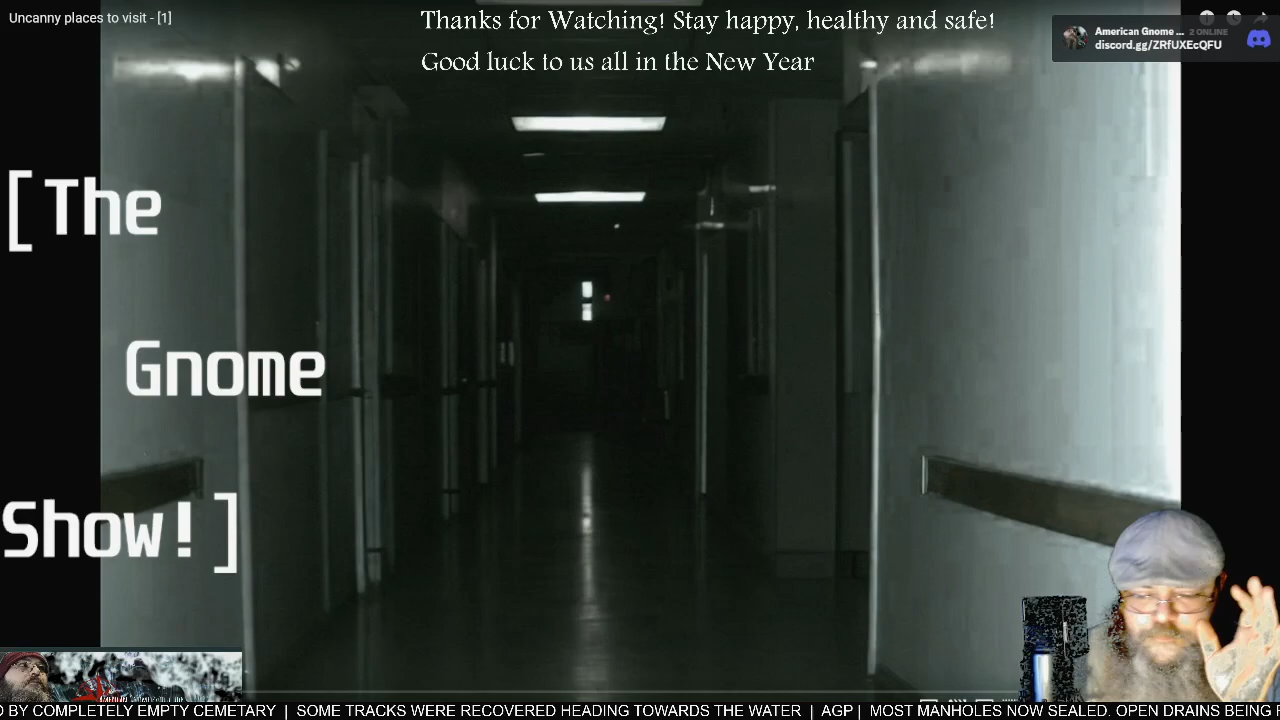 Uncanny places to visit - [1]
Thanks for Watching! Stay happy, healthy and safe!
Good luck to us all in the New Year
American Gnome ... 2 ONLINE
discord.gg/ZRfUXEcQFU
[The
Gnome
Show!]
BY COMPLETELY EMPTY CEMETARY | SOME TRACKS WERE RECOVERED HEADING TOWARDS THE WATER | AGP | MOST MANHOLES NOW SEALED. OPEN DRAINS BEING